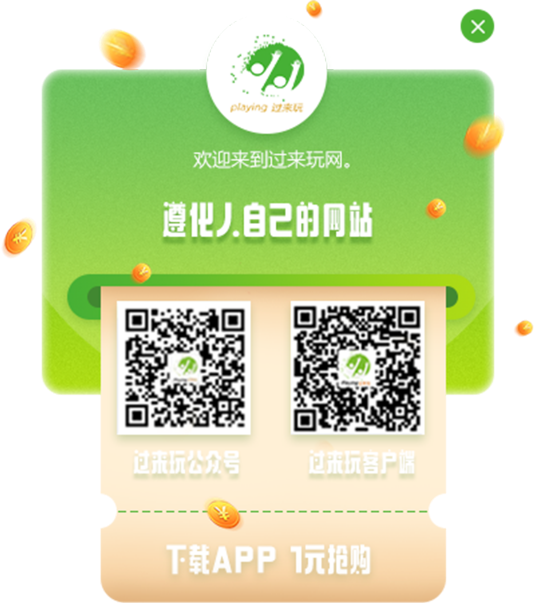 playing 过来玩
欢迎来到过来玩网。
遵化人自己的网站
过来玩公众号
过来玩客户端
下载APP 1元抢购